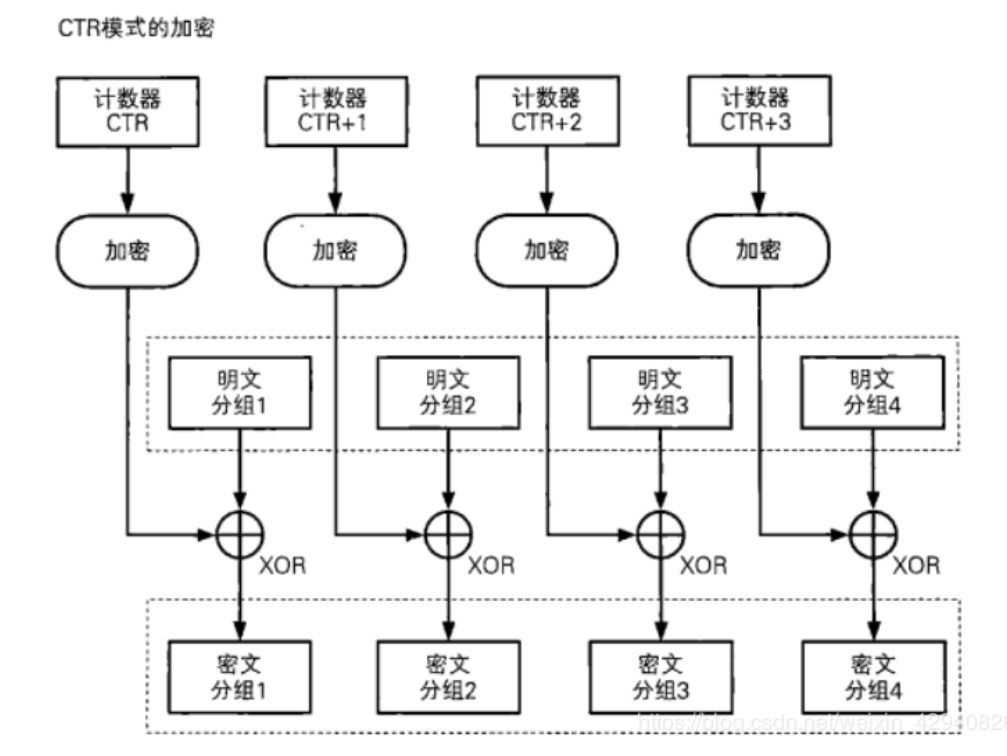 CTR模式的加密
计数器
CTR
计数器
CTR+1
计数器
CTR+2
计数器
CTR+3
加密
加密
加密
加密
明文
分组1
明文
分组2
明文
分组3
明文
分组4
XOR
XOR
XOR
XOR
密文
分组1
密文
分组2
密文
分组3
密文
分组4
https://blog.csdn.net/weixin_42940826